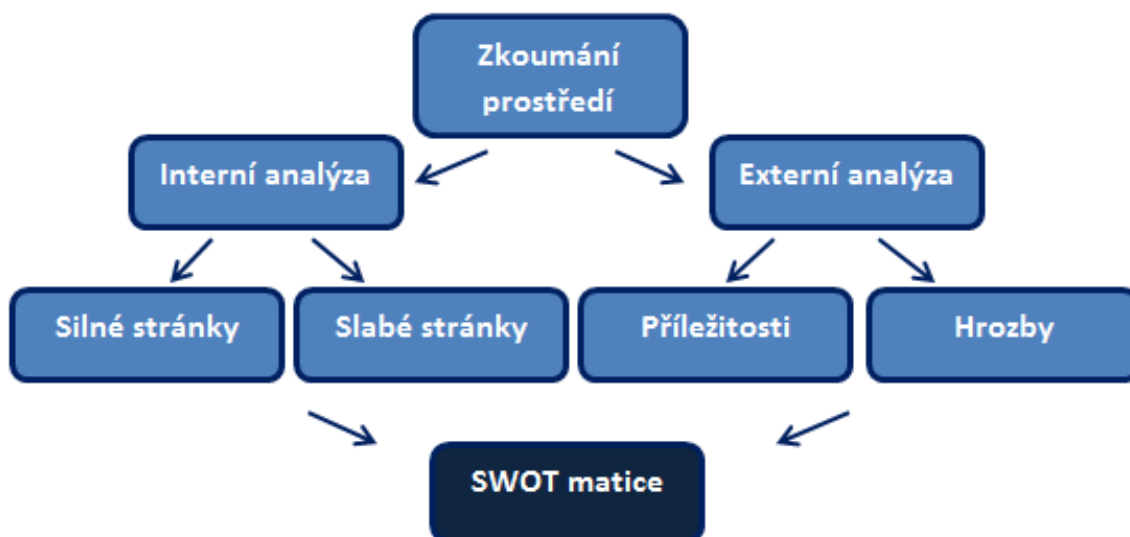 Zkoumání
prostředí
Interní analýza
Externí analýza
Silné stránky
Slabé stránky
Příležitosti
Hrozby
SWOT matice